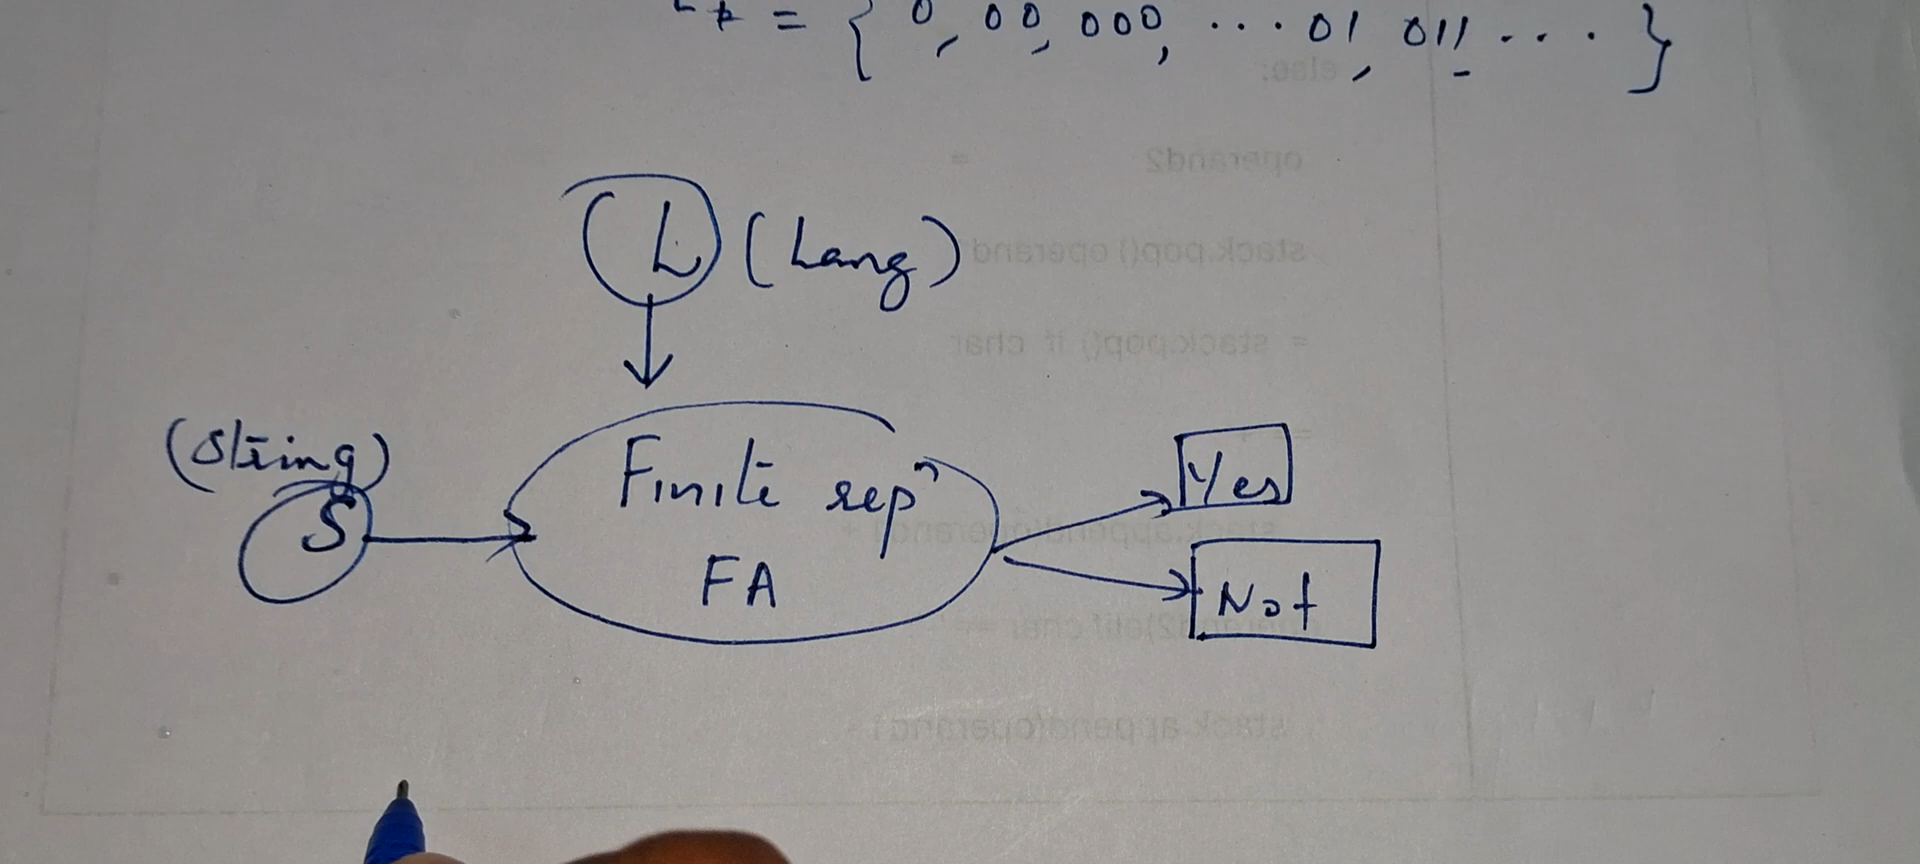 = { 0, 00, 000, ... 01, 011 ... }
L (Lang)
(String)
S
Finite repⁿ
FA
Yes
Not